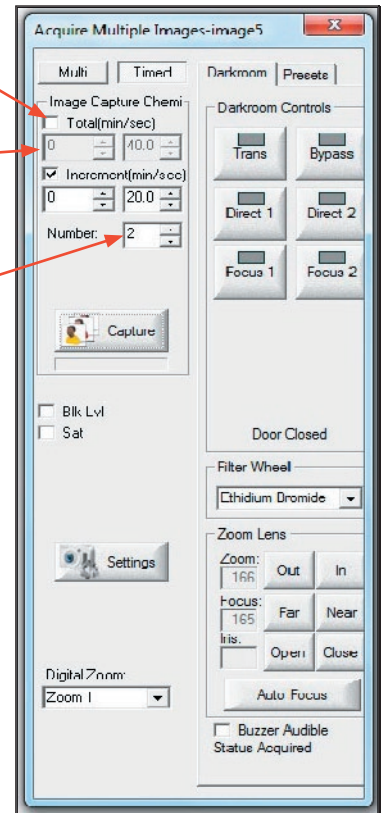 Acquire Multiple Images-image5
Multi Timed
Image Capture Chemi
Total(min/sec)
0 40.0
Increment(min/sec)
0 20.0
Number: 2
Capture
Blk Lvl
Sat
Settings
Digital Zoom:
Zoom 1
Darkroom Presets
Darkroom Controls
Trans Bypass
Direct 1 Direct 2
Focus 1 Focus 2
Door Closed
Filter Wheel
Ethidium Bromide
Zoom Lens
Zoom:
166 Out In
Focus:
165 Far Near
Iris:
Open Close
Auto Focus
Buzzer Audible
Status Acquired